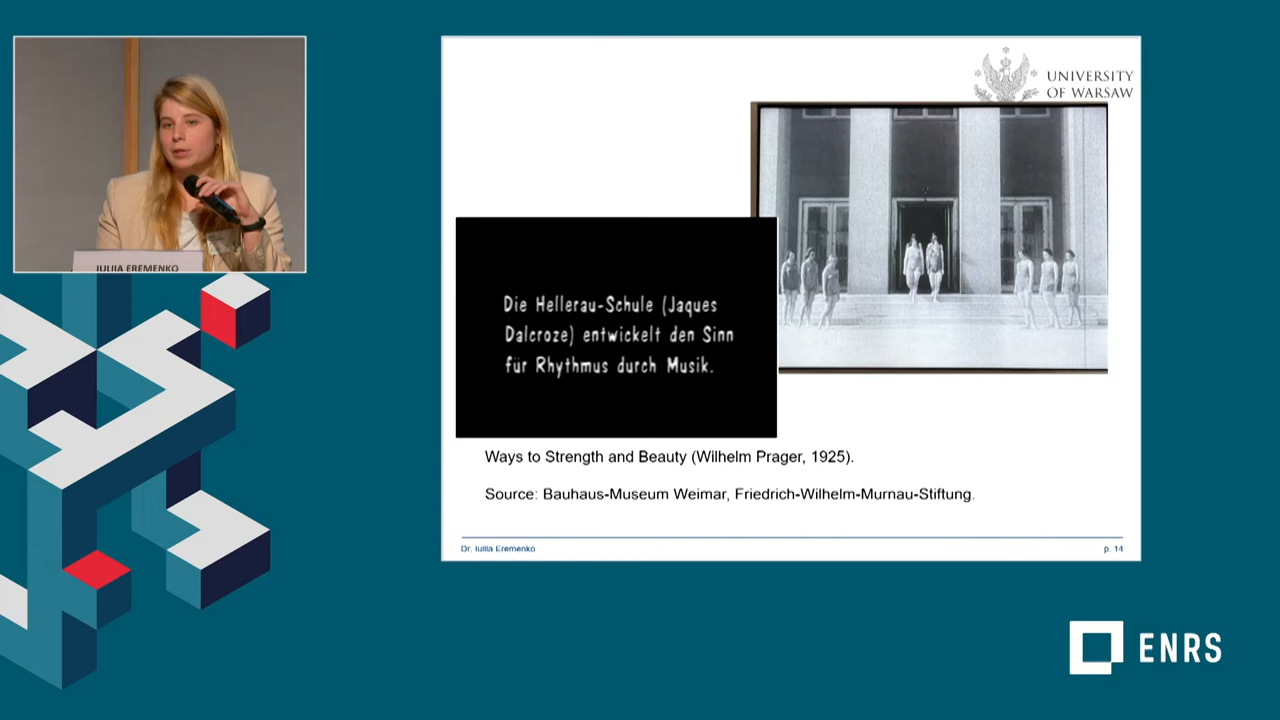 IULIIA EREMENKO
UNIVERSITY
OF WARSAW
Die Hellerau-Schule (Jaques
Dalcroze) entwickelt den Sinn
für Rhythmus durch Musik.
Ways to Strength and Beauty (Wilhelm Prager, 1925).
Source: Bauhaus-Museum Weimar, Friedrich-Wilhelm-Murnau-Stiftung.
Dr. Iuliia Eremenko
p. 14
ENRS